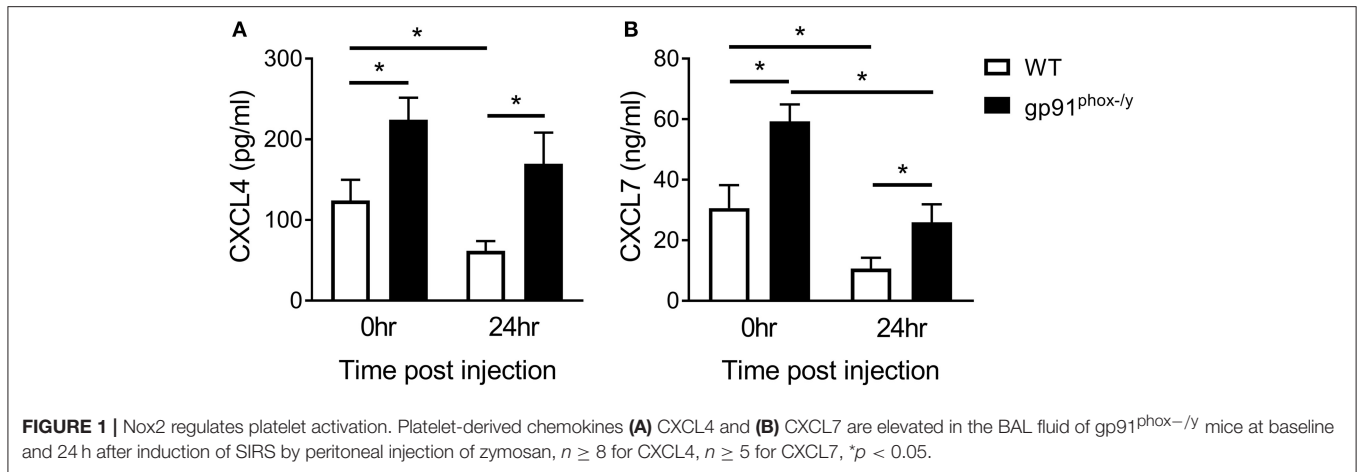 A
*
*
*
300
200
100
0
CXCL4 (pg/ml)
0hr 24hr
Time post injection
B
*
*
*
*
80
60
40
20
0
CXCL7 (ng/ml)
0hr 24hr
Time post injection
WT
gp91phox-/y
FIGURE 1 | Nox2 regulates platelet activation. Platelet-derived chemokines (A) CXCL4 and (B) CXCL7 are elevated in the BAL fluid of gp91phox−/y mice at baseline
and 24 h after induction of SIRS by peritoneal injection of zymosan, n ≥ 8 for CXCL4, n ≥ 5 for CXCL7, *p < 0.05.